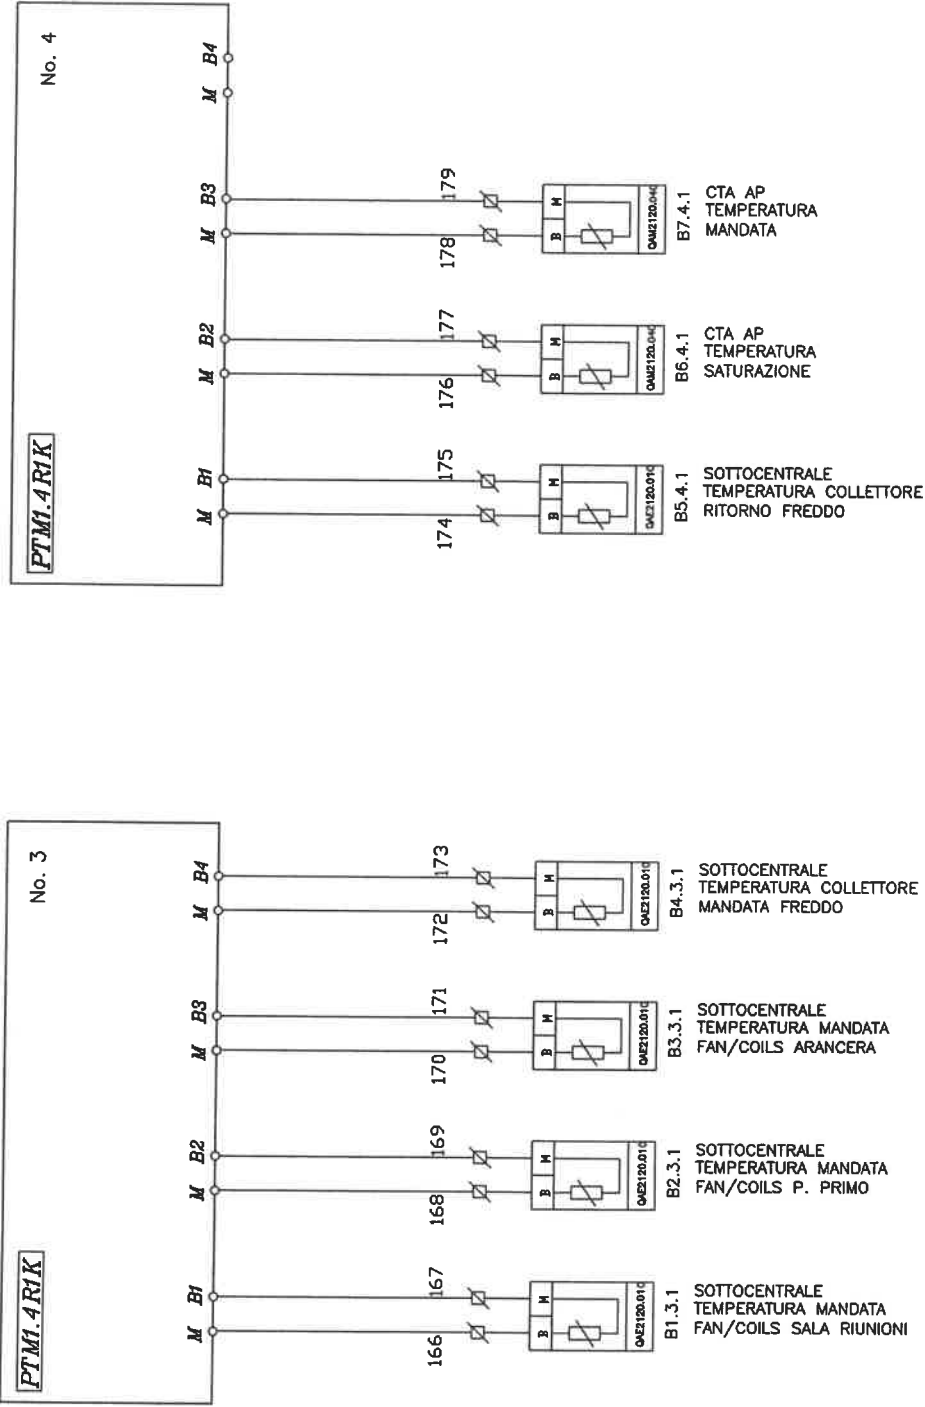 No. 4
PTM1.4R1K
B4
M
B3
M
B2
M
B1
M
179
178
177
176
175
174
M
B
QAM2120.040
B7.4.1
CTA AP
TEMPERATURA
MANDATA
M
B
QAM2120.040
B6.4.1
CTA AP
TEMPERATURA
SATURAZIONE
M
B
QAE2120.010
B5.4.1
SOTTOCENTRALE
TEMPERATURA COLLETTORE
RITORNO FREDDO
No. 3
PTM1.4R1K
B4
M
B3
M
B2
M
B1
M
173
172
171
170
169
168
167
166
M
B
QAE2120.010
B4.3.1
SOTTOCENTRALE
TEMPERATURA COLLETTORE
MANDATA FREDDO
M
B
QAE2120.010
B3.3.1
SOTTOCENTRALE
TEMPERATURA MANDATA
FAN/COILS ARANCERA
M
B
QAE2120.010
B2.3.1
SOTTOCENTRALE
TEMPERATURA MANDATA
FAN/COILS P. PRIMO
M
B
QAE2120.010
B1.3.1
SOTTOCENTRALE
TEMPERATURA MANDATA
FAN/COILS SALA RIUNIONI